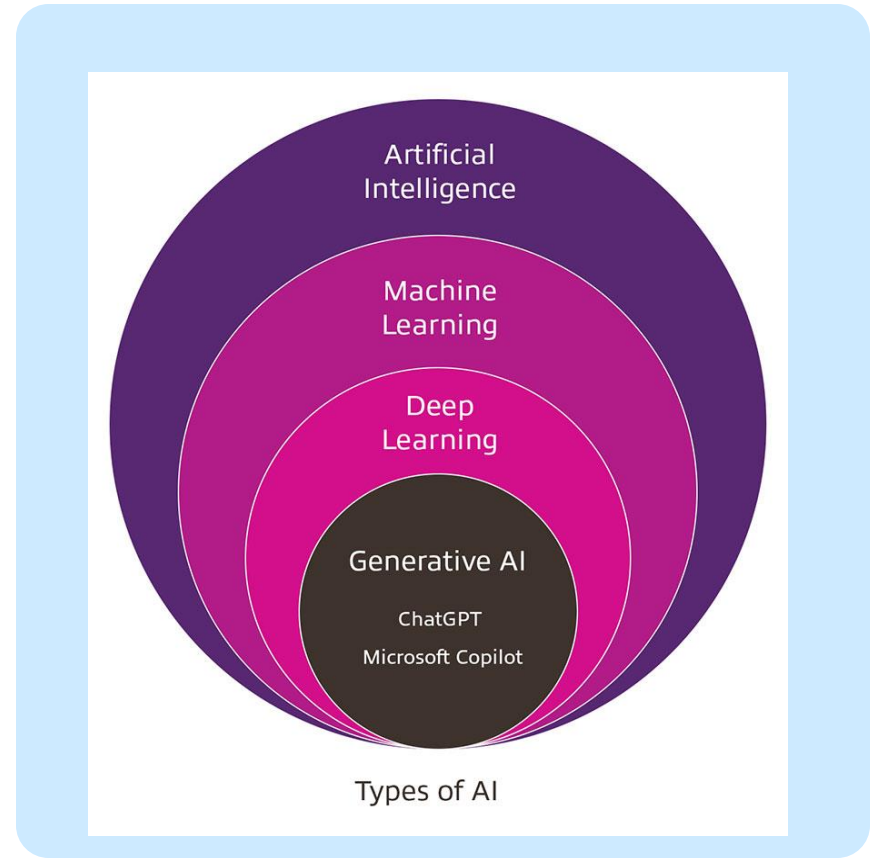 Artificial
Intelligence
Machine
Learning
Deep
Learning
Generative AI
ChatGPT
Microsoft Copilot
Types of AI